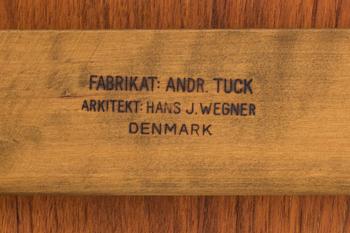 FABRIKAT: ANDR. TUCK
ARKITEKT: HANS J. WEGNER
DENMARK